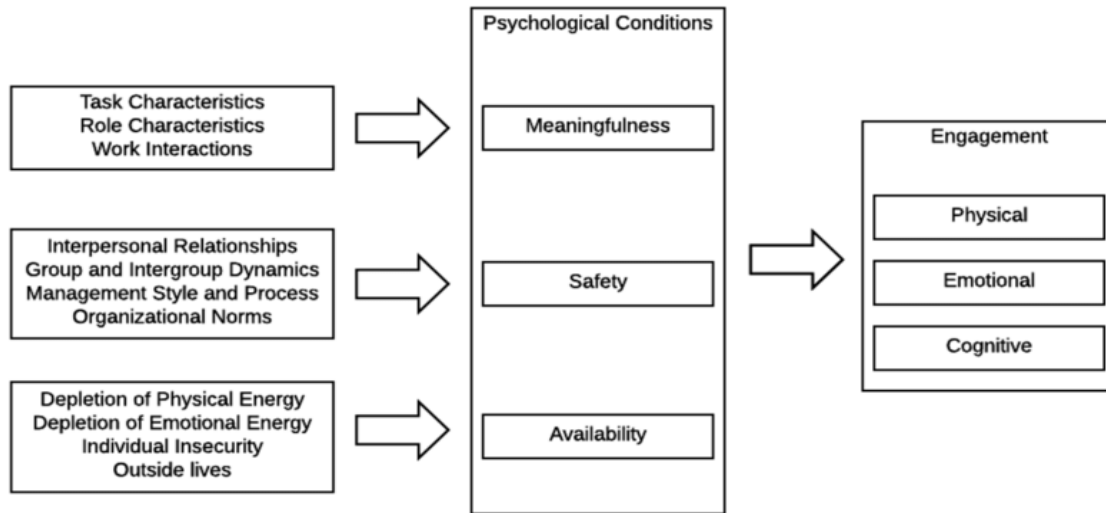 Psychological Conditions
Task Characteristics
Role Characteristics
Work Interactions
Meaningfulness
Interpersonal Relationships
Group and Intergroup Dynamics
Management Style and Process
Organizational Norms
Safety
Depletion of Physical Energy
Depletion of Emotional Energy
Individual Insecurity
Outside lives
Availability
Engagement
Physical
Emotional
Cognitive